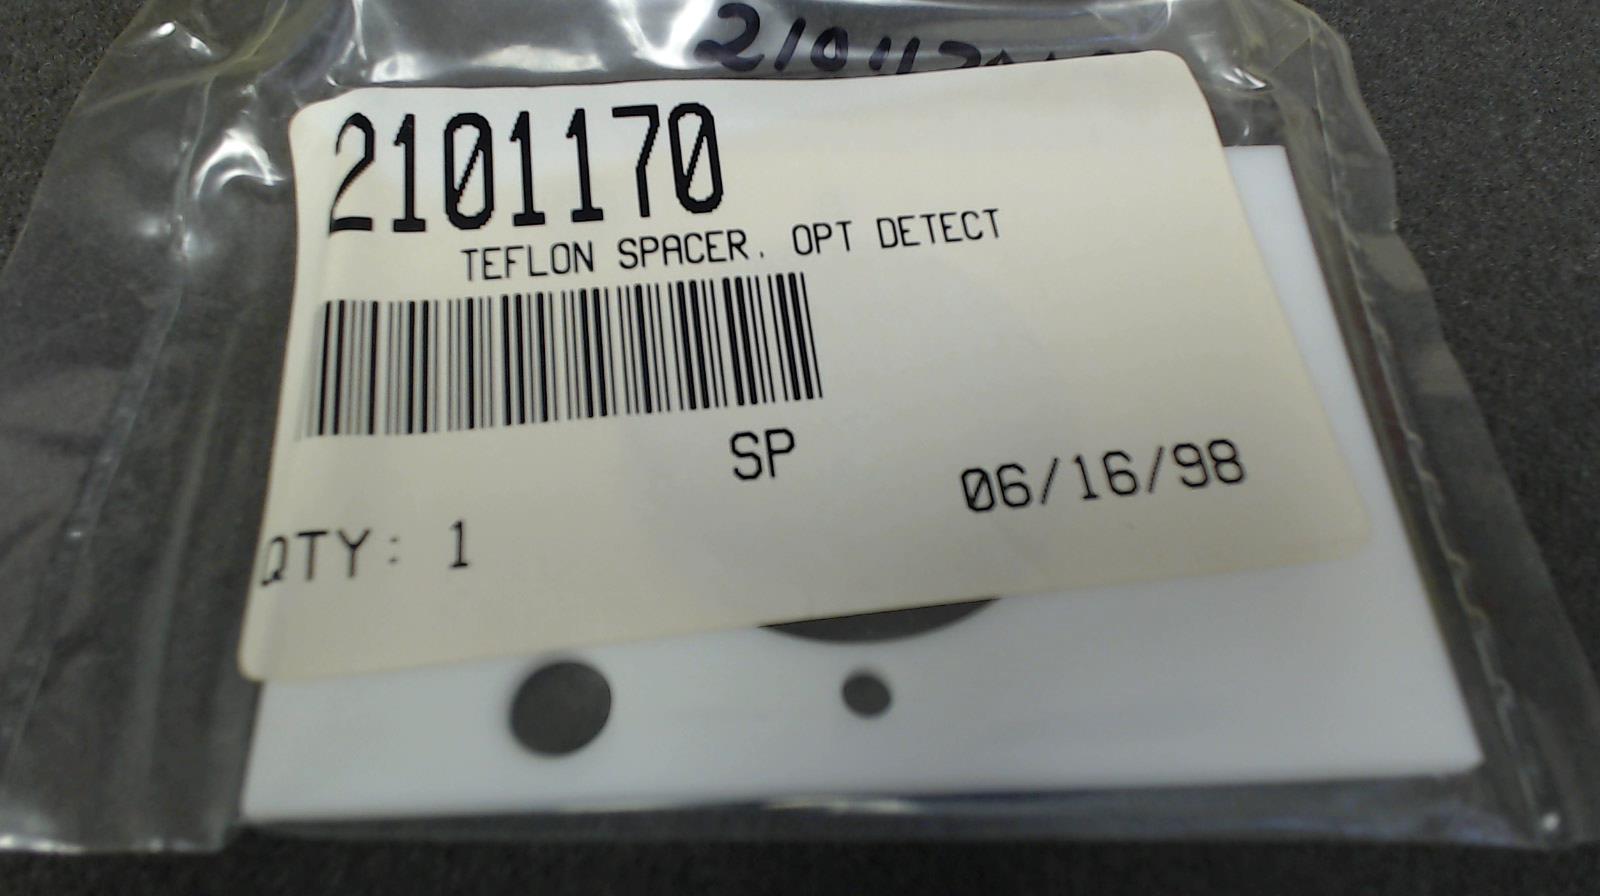 2101170
TEFLON SPACER, OPT DETECT
SP
06/16/98
QTY: 1